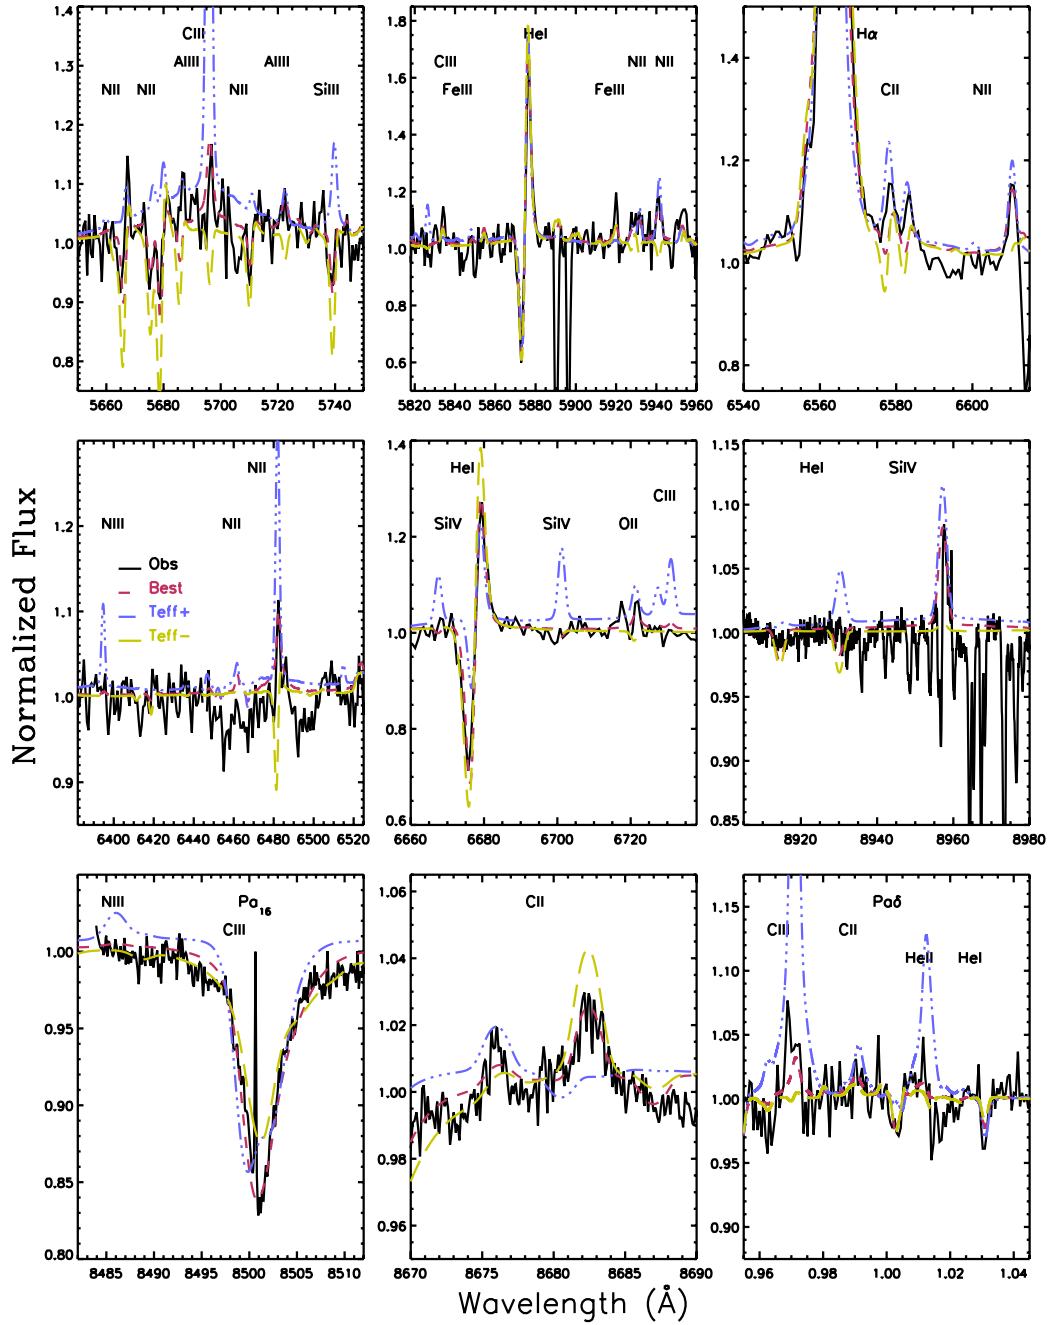 1.4
1.3
1.2
1.1
1.0
0.9
0.8
CIII
AlIII AlIII
NII NII NII SiIII
5660 5680 5700 5720 5740
1.8
1.6
1.4
1.2
1.0
0.8
0.6
HeI
CIII NII NII
FeIII FeIII
5820 5840 5860 5880 5900 5920 5940 5960
1.4
1.2
1.0
0.8
Hα
CII NII
6540 6560 6580 6600
1.2
1.1
1.0
0.9
NII
NIII NII
Obs
Best
Teff+
Teff−
6400 6420 6440 6460 6480 6500 6520
1.4
1.2
1.0
0.8
0.6
HeI
CIII
SiIV SiIV OII
6660 6680 6700 6720
1.15
1.10
1.05
1.00
0.95
0.90
0.85
HeI SiIV
8920 8940 8960 8980
1.00
0.95
0.90
0.85
0.80
NIII Pa16
CIII
8485 8490 8495 8500 8505 8510
1.06
1.04
1.02
1.00
0.98
0.96
CII
8670 8675 8680 8685 8690
1.15
1.10
1.05
1.00
0.95
0.90
Paδ
CIII CII
HeII HeI
0.96 0.98 1.00 1.02 1.04
Normalized Flux
Wavelength (Å)